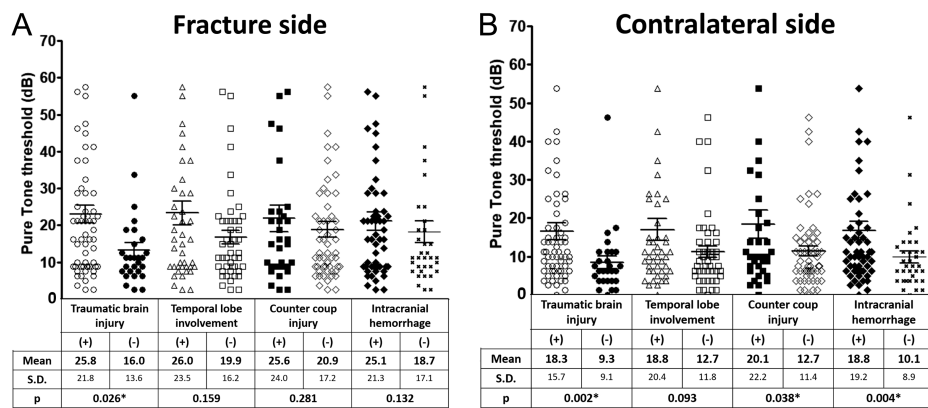 A Fracture side
Pure Tone threshold (dB)
70
60
50
40
30
20
10
0
Traumatic brain injury Temporal lobe involvement Counter coup injury Intracranial hemorrhage
(+) (-) (+) (-) (+) (-) (+) (-)
Mean 25.8 16.0 26.0 19.9 25.6 20.9 25.1 18.7
S.D. 21.8 13.6 23.5 16.2 24.0 17.2 21.3 17.1
p 0.026* 0.159 0.281 0.132
B Contralateral side
Pure Tone threshold (dB)
70
60
50
40
30
20
10
0
Traumatic brain injury Temporal lobe involvement Counter coup injury Intracranial hemorrhage
(+) (-) (+) (-) (+) (-) (+) (-)
Mean 18.3 9.3 18.8 12.7 20.1 12.7 18.8 10.1
S.D. 15.7 9.1 20.4 11.8 22.2 11.4 19.2 8.9
p 0.002* 0.093 0.038* 0.004*